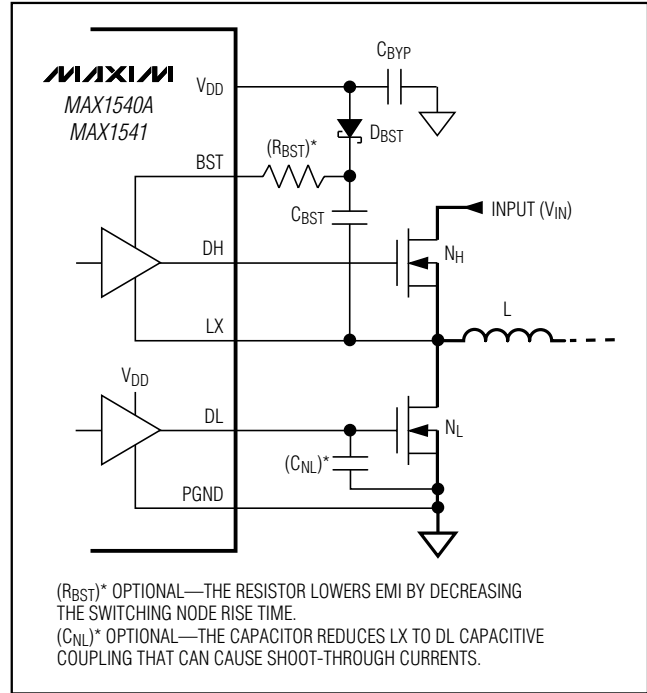 MAXIM
MAX1540A
MAX1541
VDD
CBYP
DBST
BST
(RBST)*
CBST
INPUT (VIN)
DH
NH
L
LX
VDD
DL
NL
(CNL)*
PGND
(RBST)* OPTIONAL—THE RESISTOR LOWERS EMI BY DECREASING
THE SWITCHING NODE RISE TIME.
(CNL)* OPTIONAL—THE CAPACITOR REDUCES LX TO DL CAPACITIVE
COUPLING THAT CAN CAUSE SHOOT-THROUGH CURRENTS.